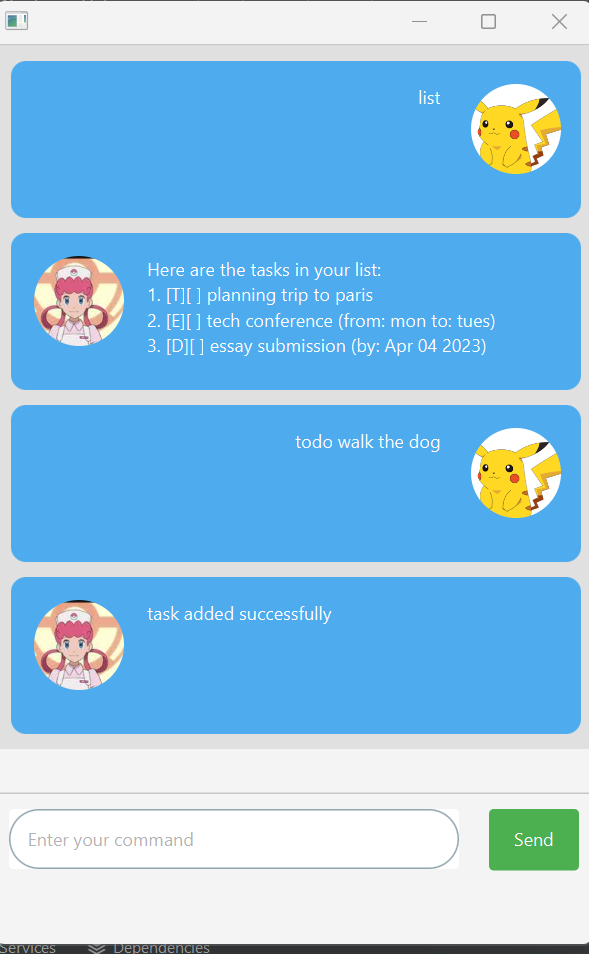 list
Here are the tasks in your list:
1. [T][ ] planning trip to paris
2. [E][ ] tech conference (from: mon to: tues)
3. [D][ ] essay submission (by: Apr 04 2023)
todo walk the dog
task added successfully
Enter your command
Send
Services
Dependencies